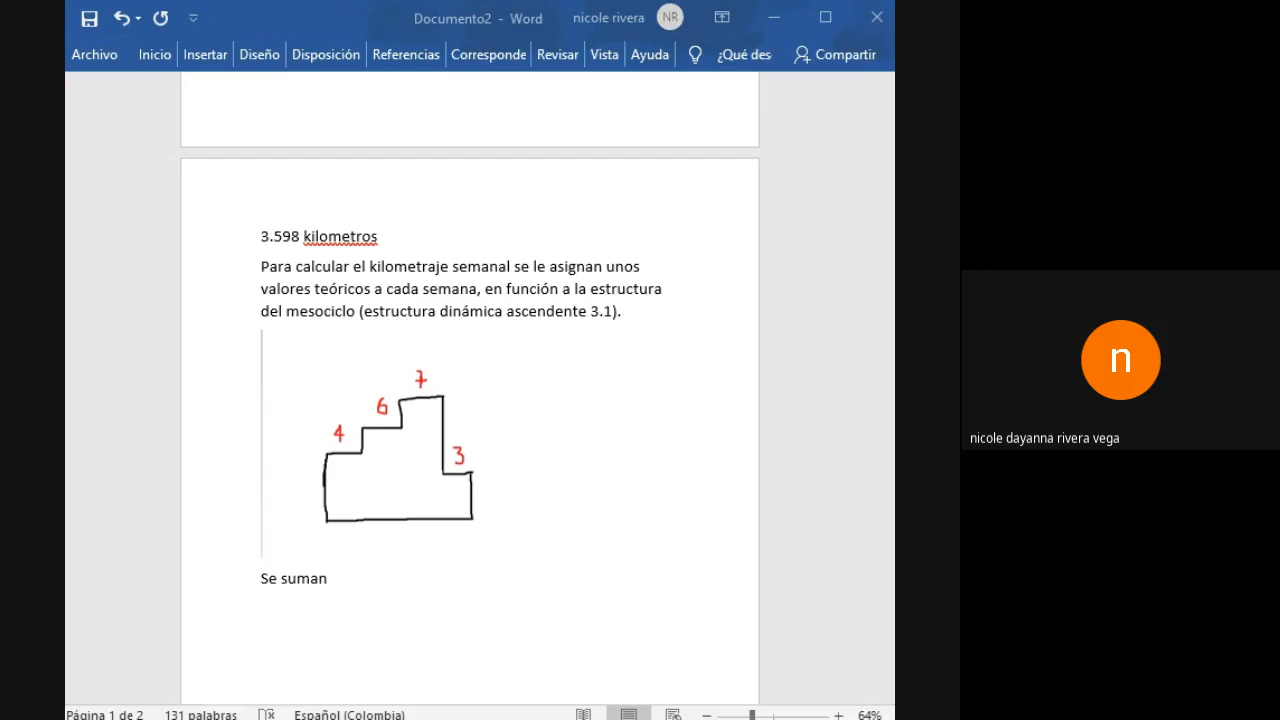 Documento2 - Word
nicole rivera
NR
Archivo
Inicio
Insertar
Diseño
Disposición
Referencias
Corresponde
Revisar
Vista
Ayuda
¿Qué des
Compartir
3.598 kilometros
Para calcular el kilometraje semanal se le asignan unos
valores teóricos a cada semana, en función a la estructura
del mesociclo (estructura dinámica ascendente 3.1).
7
6
4
3
Se suman
n
nicole dayanna rivera vega
Página 1 de 2
131 palabras
Español (Colombia)
64%